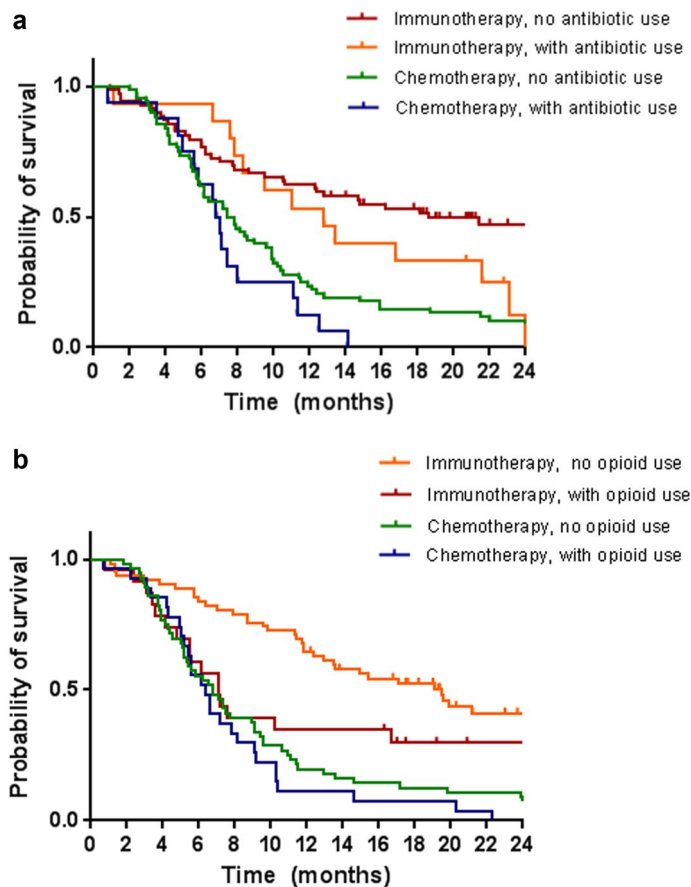 a
Immunotherapy, no antibiotic use
Immunotherapy, with antibiotic use
Chemotherapy, no antibiotic use
Chemotherapy, with antibiotic use
Probability of survival
1.0
0.5
0.0
0 2 4 6 8 10 12 14 16 18 20 22 24
Time (months)
b
Immunotherapy, no opioid use
Immunotherapy, with opioid use
Chemotherapy, no opioid use
Chemotherapy, with opioid use
Probability of survival
1.0
0.5
0.0
0 2 4 6 8 10 12 14 16 18 20 22 24
Time (months)